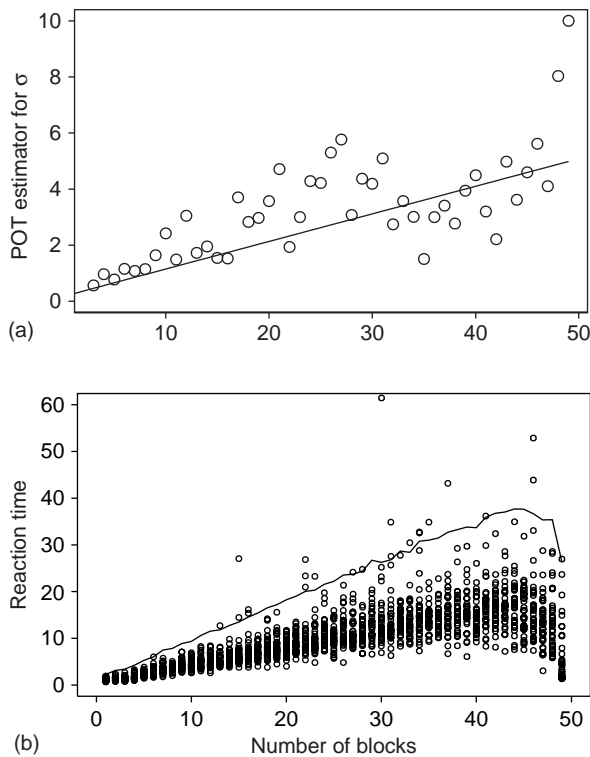 10
8
6
4
2
0
POT estimator for σ
10 20 30 40 50
(a)
60
50
40
30
20
10
0
Reaction time
0 10 20 30 40 50
Number of blocks
(b)